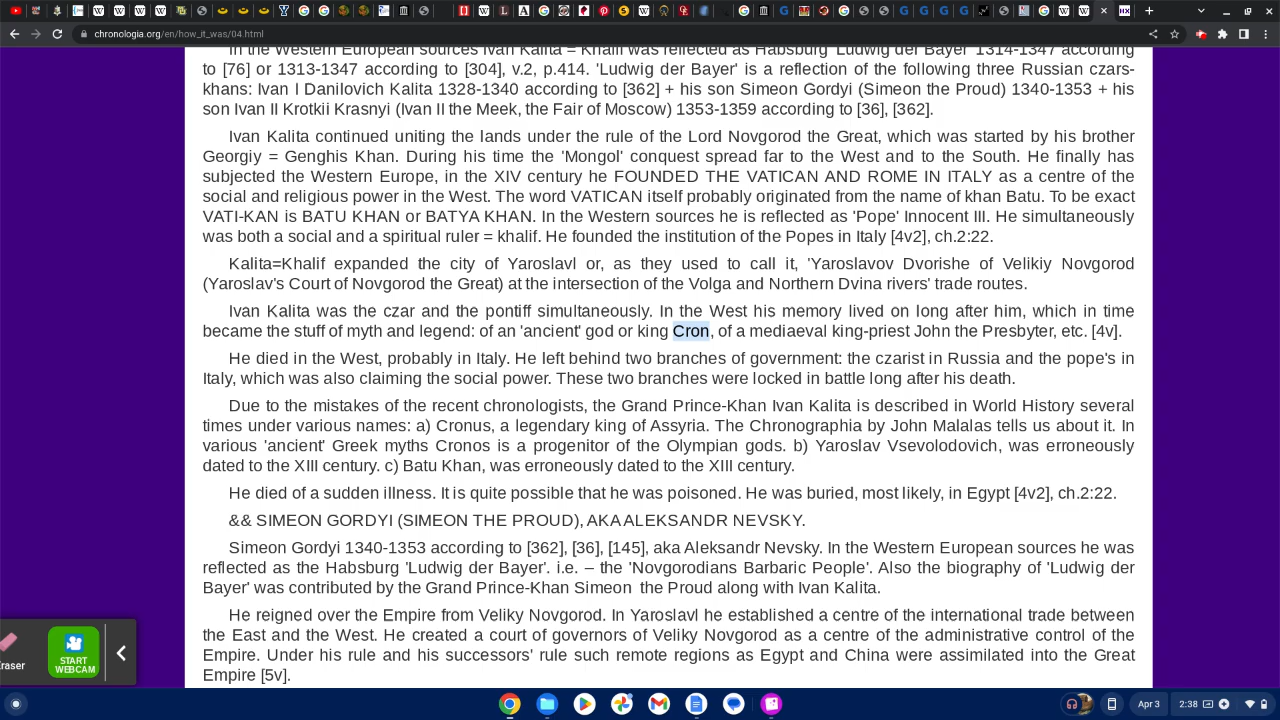 chronologia.org/en/how_it_was/04.html
In the Western European sources Ivan Kalita = Khalif was reflected as Habsburg 'Ludwig der Bayer' 1314-1347 according
to [76] or 1313-1347 according to [304], v.2, p.414. 'Ludwig der Bayer' is a reflection of the following three Russian czars-
khans: Ivan I Danilovich Kalita 1328-1340 according to [362] + his son Simeon Gordyi (Simeon the Proud) 1340-1353 + his
son Ivan II Krotkii Krasnyi (Ivan II the Meek, the Fair of Moscow) 1353-1359 according to [36], [362].
Ivan Kalita continued uniting the lands under the rule of the Lord Novgorod the Great, which was started by his brother
Georgiy = Genghis Khan. During his time the 'Mongol' conquest spread far to the West and to the South. He finally has
subjected the Western Europe, in the XIV century he FOUNDED THE VATICAN AND ROME IN ITALY as a centre of the
social and religious power in the West. The word VATICAN itself probably originated from the name of khan Batu. To be exact
VATI-KAN is BATU KHAN or BATYA KHAN. In the Western sources he is reflected as 'Pope' Innocent III. He simultaneously
was both a social and a spiritual ruler = khalif. He founded the institution of the Popes in Italy [4v2], ch.2:22.
Kalita=Khalif expanded the city of Yaroslavl or, as they used to call it, 'Yaroslavov Dvorishe of Velikiy Novgorod
(Yaroslav's Court of Novgorod the Great) at the intersection of the Volga and Northern Dvina rivers' trade routes.
Ivan Kalita was the czar and the pontiff simultaneously. In the West his memory lived on long after him, which in time
became the stuff of myth and legend: of an 'ancient' god or king Cron, of a mediaeval king-priest John the Presbyter, etc. [4v].
He died in the West, probably in Italy. He left behind two branches of government: the czarist in Russia and the pope's in
Italy, which was also claiming the social power. These two branches were locked in battle long after his death.
Due to the mistakes of the recent chronologists, the Grand Prince-Khan Ivan Kalita is described in World History several
times under various names: a) Cronus, a legendary king of Assyria. The Chronographia by John Malalas tells us about it. In
various 'ancient' Greek myths Cronos is a progenitor of the Olympian gods. b) Yaroslav Vsevolodovich, was erroneously
dated to the XIII century. c) Batu Khan, was erroneously dated to the XIII century.
He died of a sudden illness. It is quite possible that he was poisoned. He was buried, most likely, in Egypt [4v2], ch.2:22.
&& SIMEON GORDYI (SIMEON THE PROUD), AKA ALEKSANDR NEVSKY.
Simeon Gordyi 1340-1353 according to [362], [36], [145], aka Aleksandr Nevsky. In the Western European sources he was
reflected as the Habsburg 'Ludwig der Bayer'. i.e. – the 'Novgorodians Barbaric People'. Also the biography of 'Ludwig der
Bayer' was contributed by the Grand Prince-Khan Simeon the Proud along with Ivan Kalita.
He reigned over the Empire from Veliky Novgorod. In Yaroslavl he established a centre of the international trade between
the East and the West. He created a court of governors of Veliky Novgorod as a centre of the administrative control of the
Empire. Under his rule and his successors' rule such remote regions as Egypt and China were assimilated into the Great
Empire [5v].
Eraser
START
WEBCAM
Apr 3
2:38